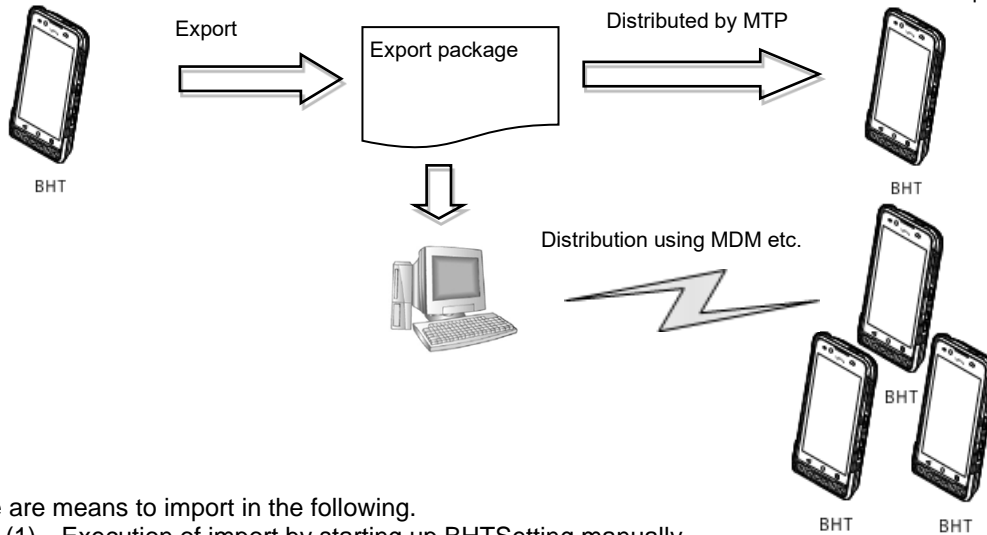 Export
Export package
Distributed by MTP
BHT
BHT
Distribution using MDM etc.
BHT
BHT
BHT
are means to import in the following.
(1) Execution of import by starting up BHTSetting manually